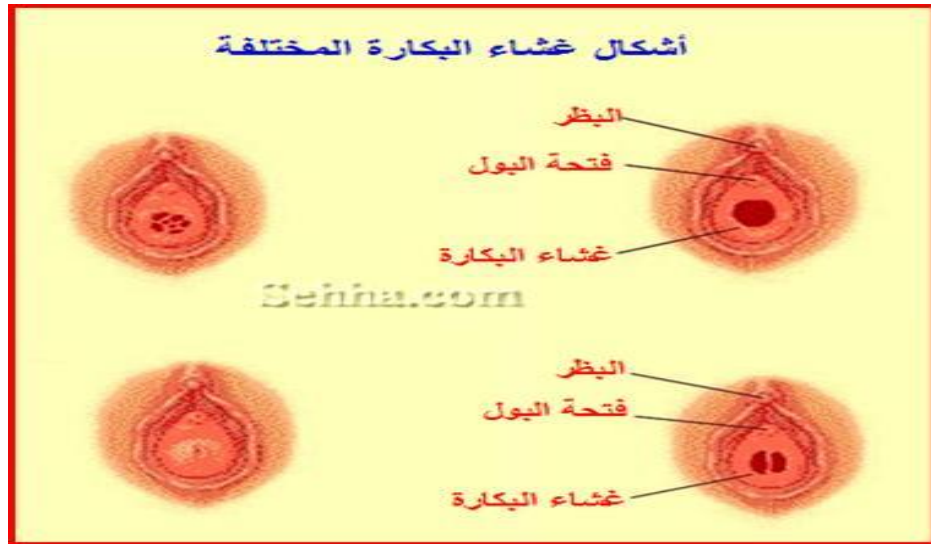 أشكال غشاء البكارة المختلفة
البظر
فتحة البول
غشاء البكارة
Sehha.com
البظر
فتحة البول
غشاء البكارة